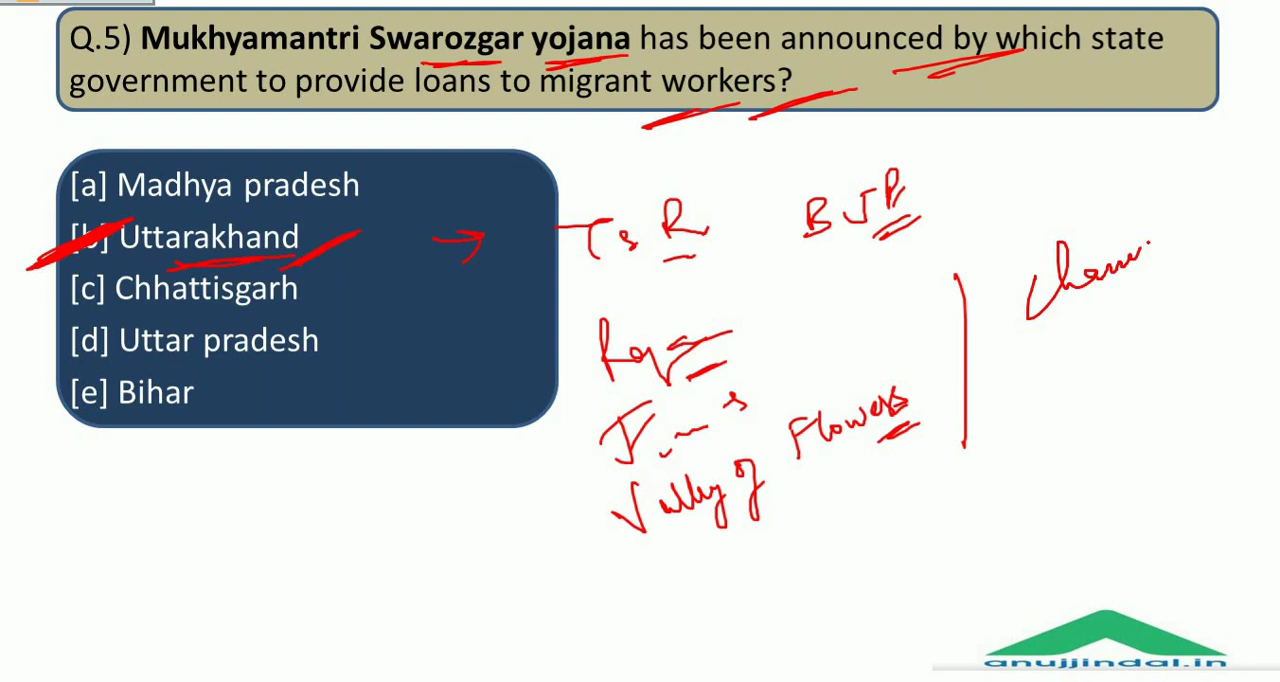 Q.5) Mukhyamantri Swarozgar yojana has been announced by which state
government to provide loans to migrant workers?
[a] Madhya pradesh
[b] Uttarakhand
[c] Chhattisgarh
[d] Uttar pradesh
[e] Bihar
TSR BJP
Valley of Flowers
anujjindal.in